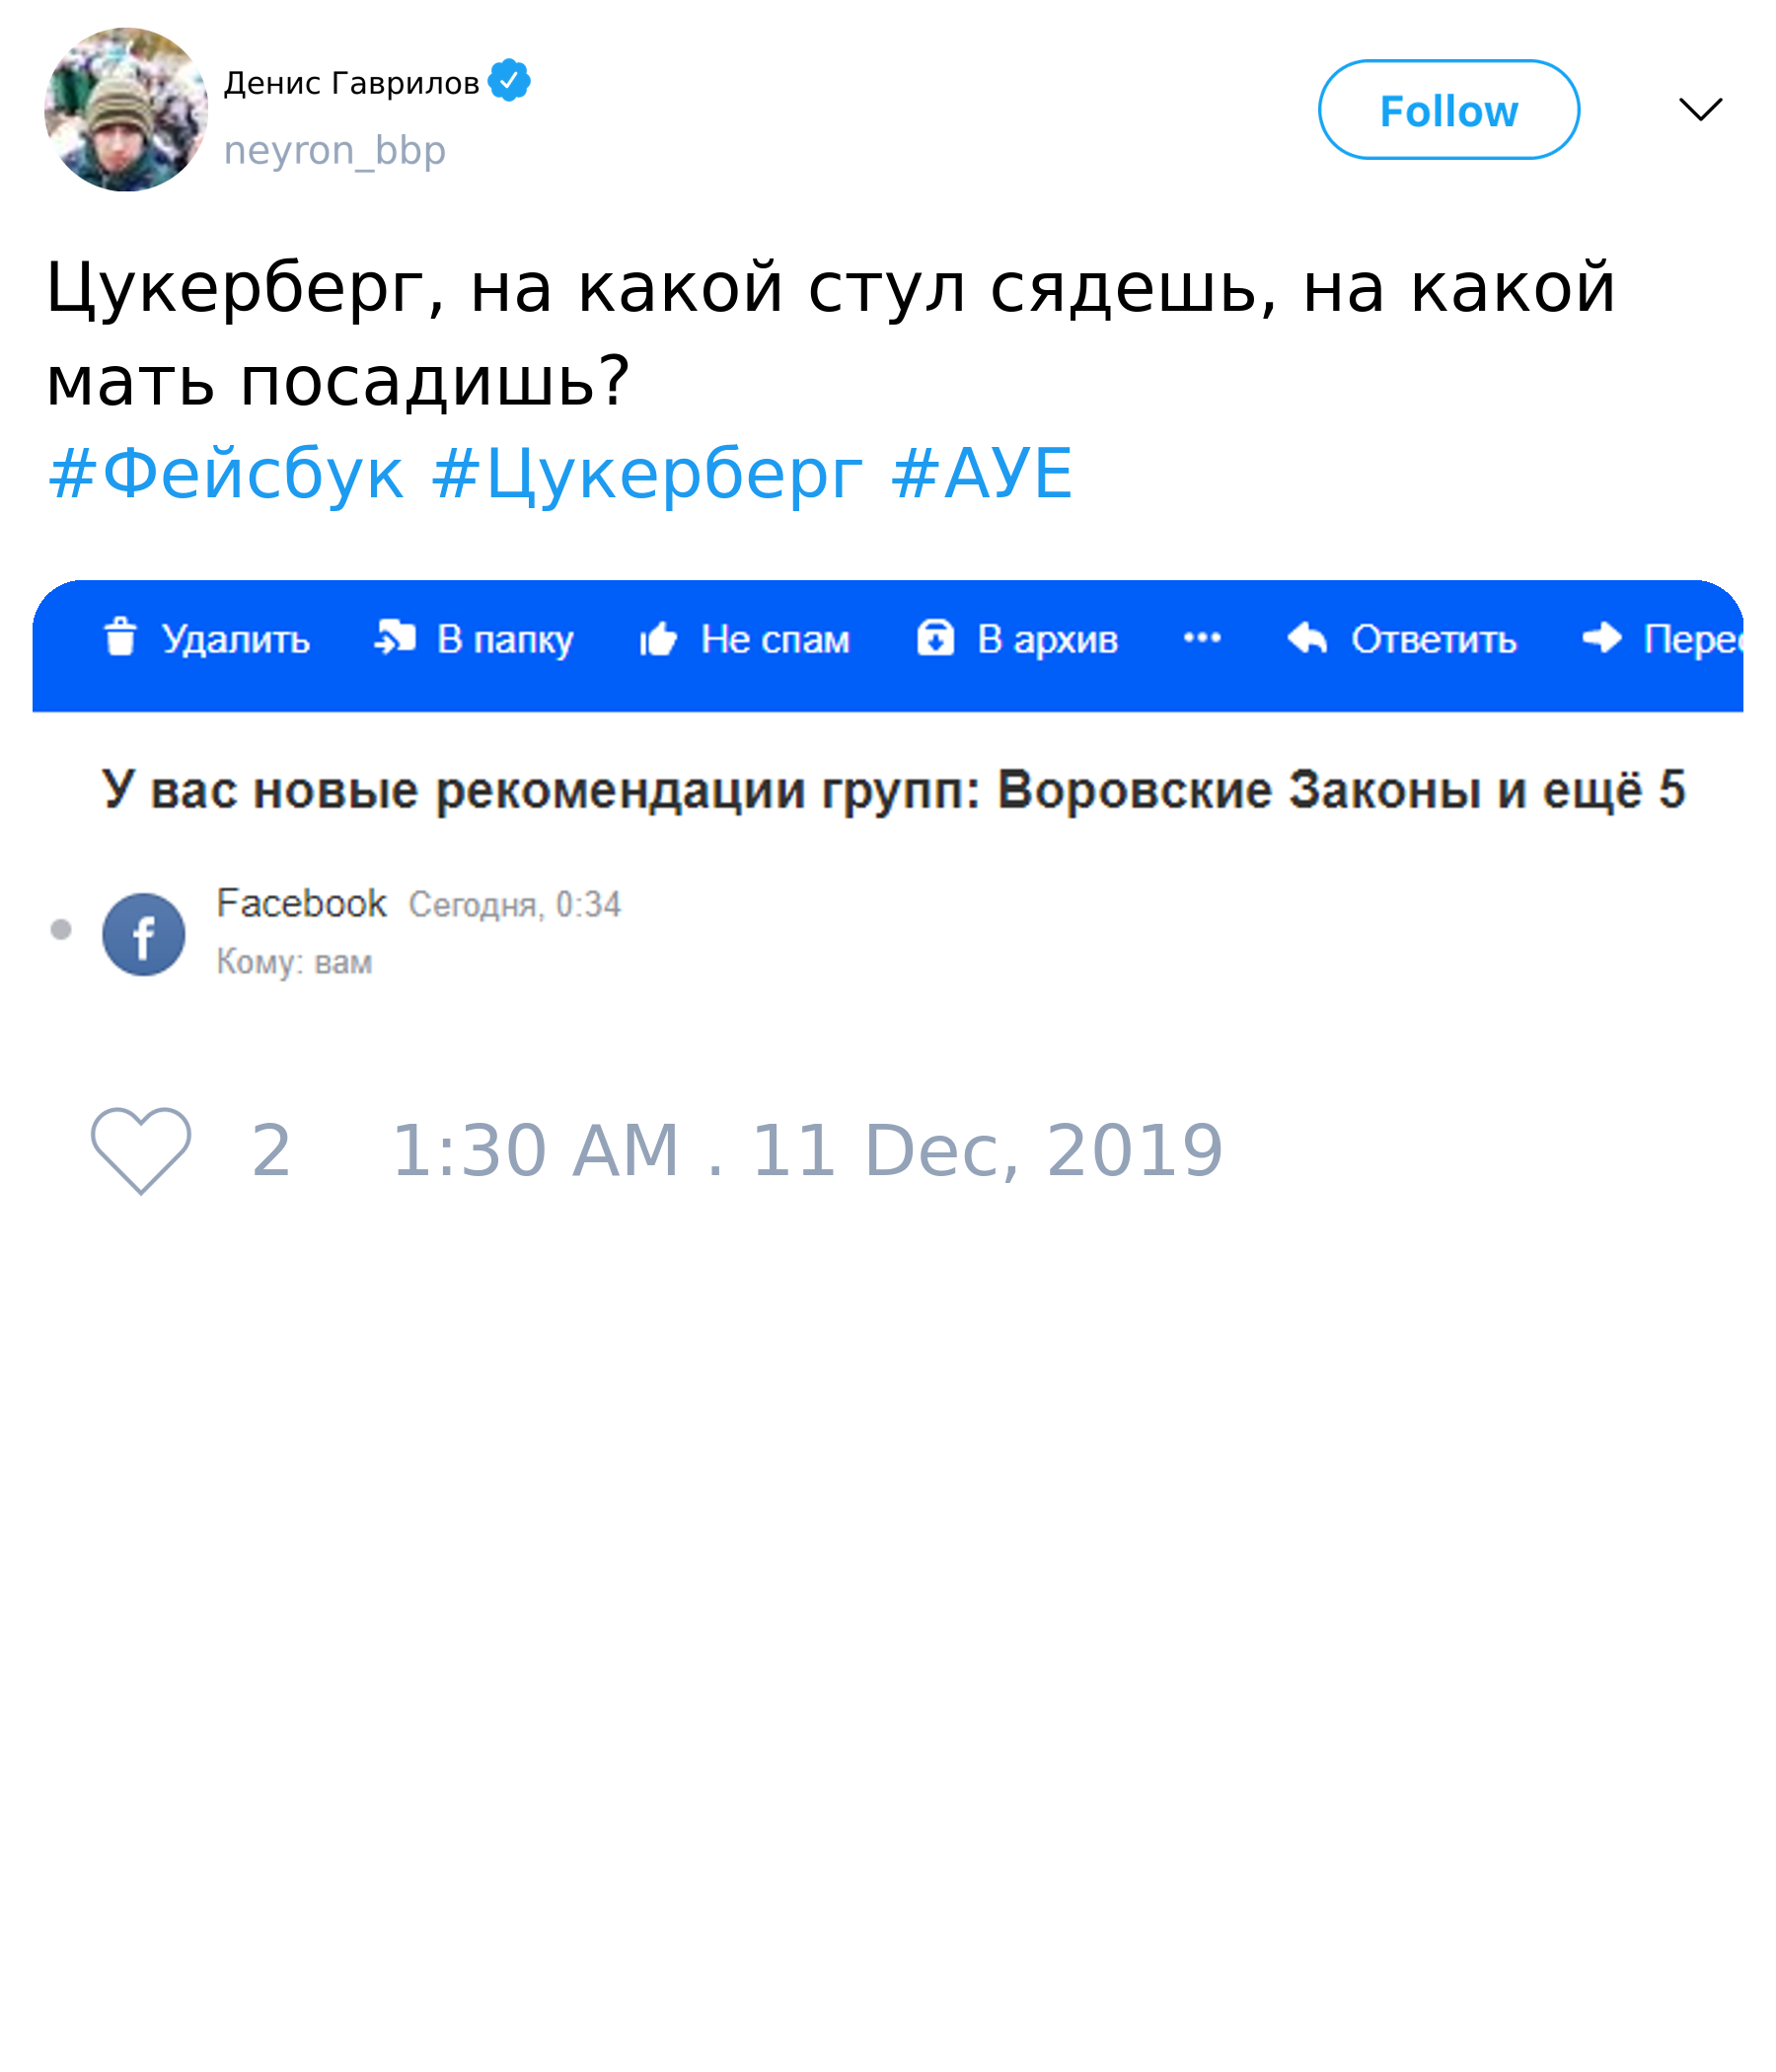 Денис Гаврилов
neyron_bbp
Follow
Цукерберг, на какой стул сядешь, на какой
мать посадишь?
#Фейсбук #Цукерберг #АУЕ
Удалить В папку Не спам В архив ••• Ответить Перес
У вас новые рекомендации групп: Воровские Законы и ещё 5
Facebook Сегодня, 0:34
Кому: вам
2 1:30 AM . 11 Dec, 2019